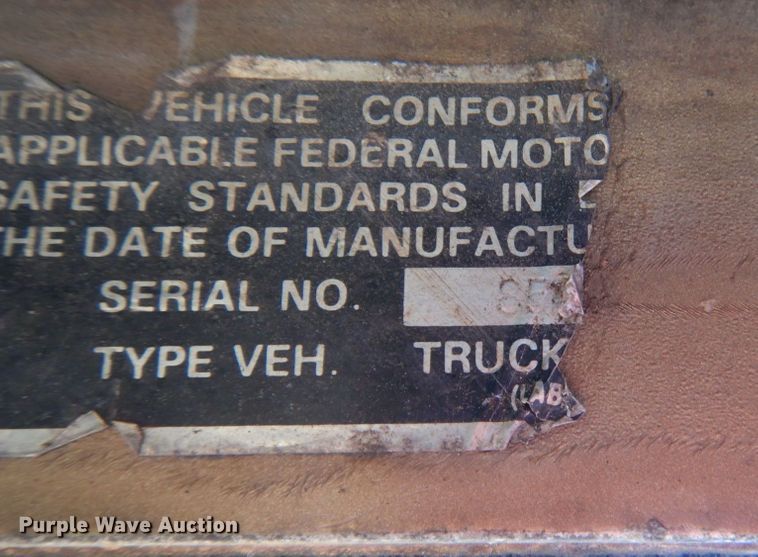 THIS VEHICLE CONFORMS
APPLICABLE FEDERAL MOTO
SAFETY STANDARDS IN E
THE DATE OF MANUFACTU
SERIAL NO.
TYPE VEH. TRUCK
(LAB
Purple Wave Auction